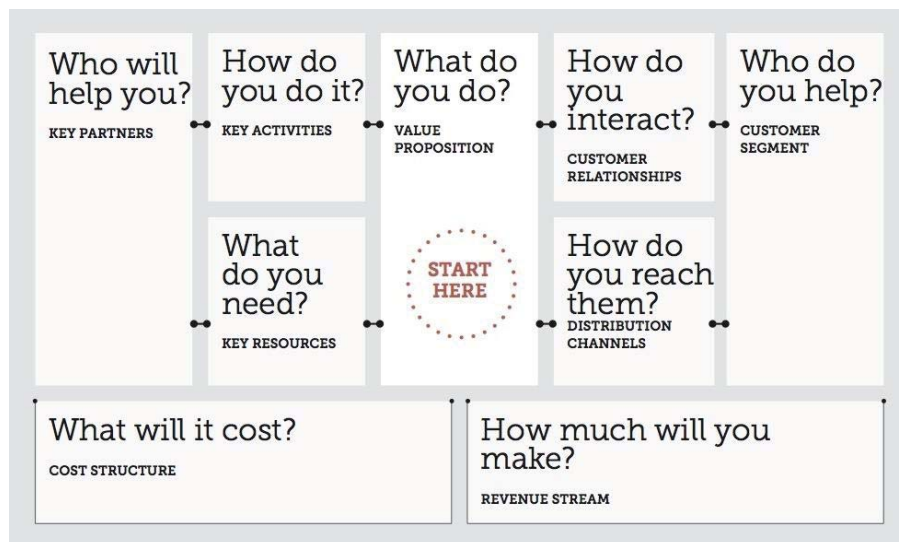 Who will
help you?
KEY PARTNERS
How do
you do it?
KEY ACTIVITIES
What do
you need?
KEY RESOURCES
What do
you do?
VALUE
PROPOSITION
START
HERE
How do
you
interact?
CUSTOMER
RELATIONSHIPS
How do
you reach
them?
DISTRIBUTION
CHANNELS
Who do
you help?
CUSTOMER
SEGMENT
What will it cost?
COST STRUCTURE
How much will you
make?
REVENUE STREAM